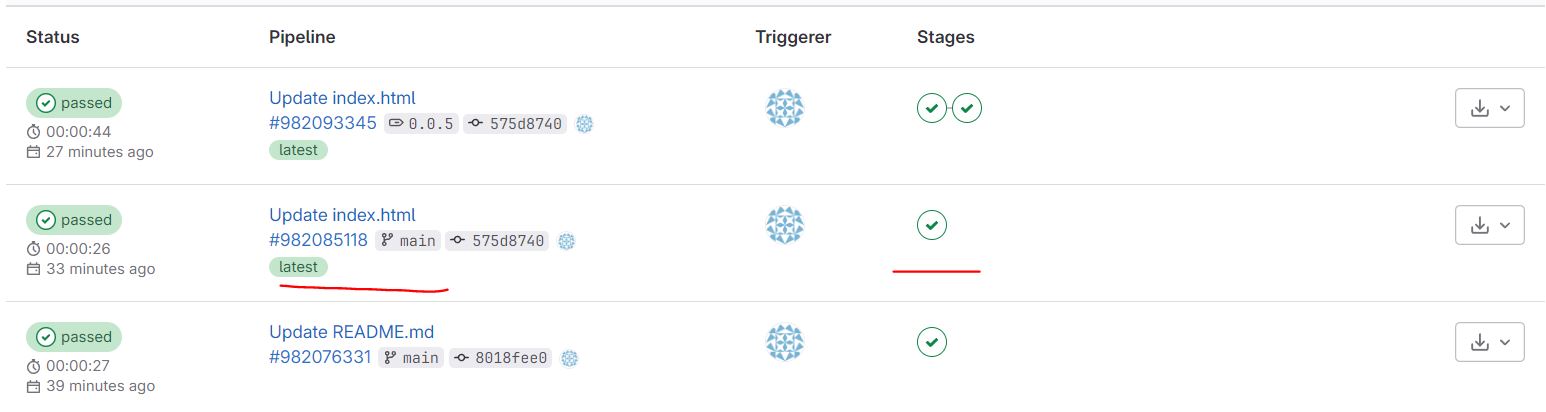 Status Pipeline Triggerer Stages
passed Update index.html
00:00:44 #982093345 0.0.5 575d8740
27 minutes ago latest
passed Update index.html
00:00:26 #982085118 main 575d8740
33 minutes ago latest
passed Update README.md
00:00:27 #982076331 main 8018fee0
39 minutes ago